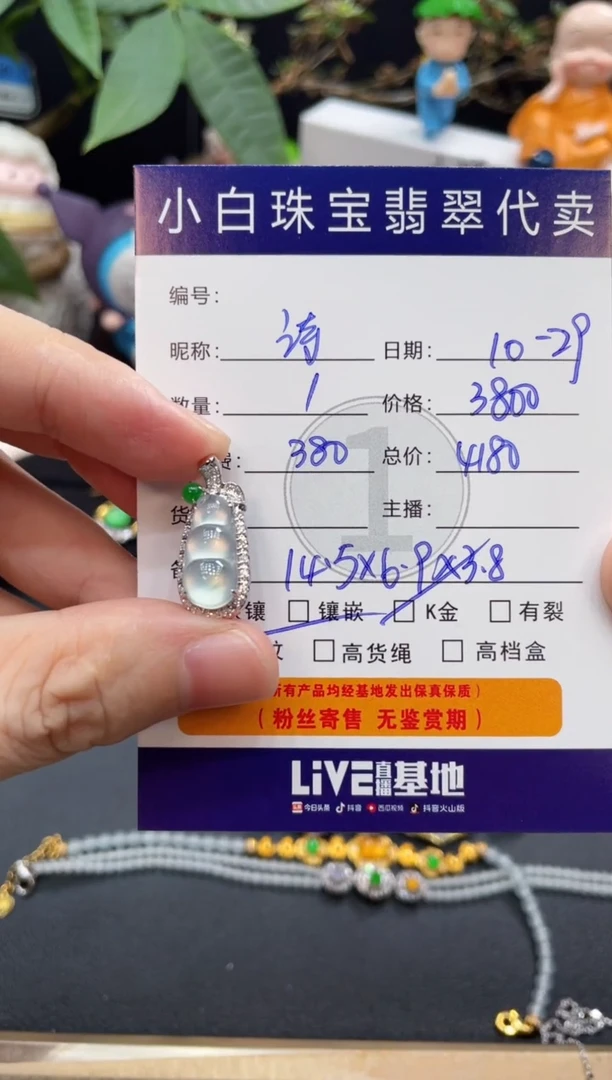 小白珠宝翡翠代卖
编号：
昵称： 诗 日期： 10-29
数量： 1 价格： 3800
费： 380 总价： 4180
货 主播：
14.5x6.9x3.8
镶 □ 镶嵌 □ K金 □ 有裂
纹 □ 高货绳 □ 高档盒
所有产品均经基地发出保真保质）
（粉丝寄售 无鉴赏期）
LiVE直播基地
今日头条 抖音 西瓜视频 抖音火山版